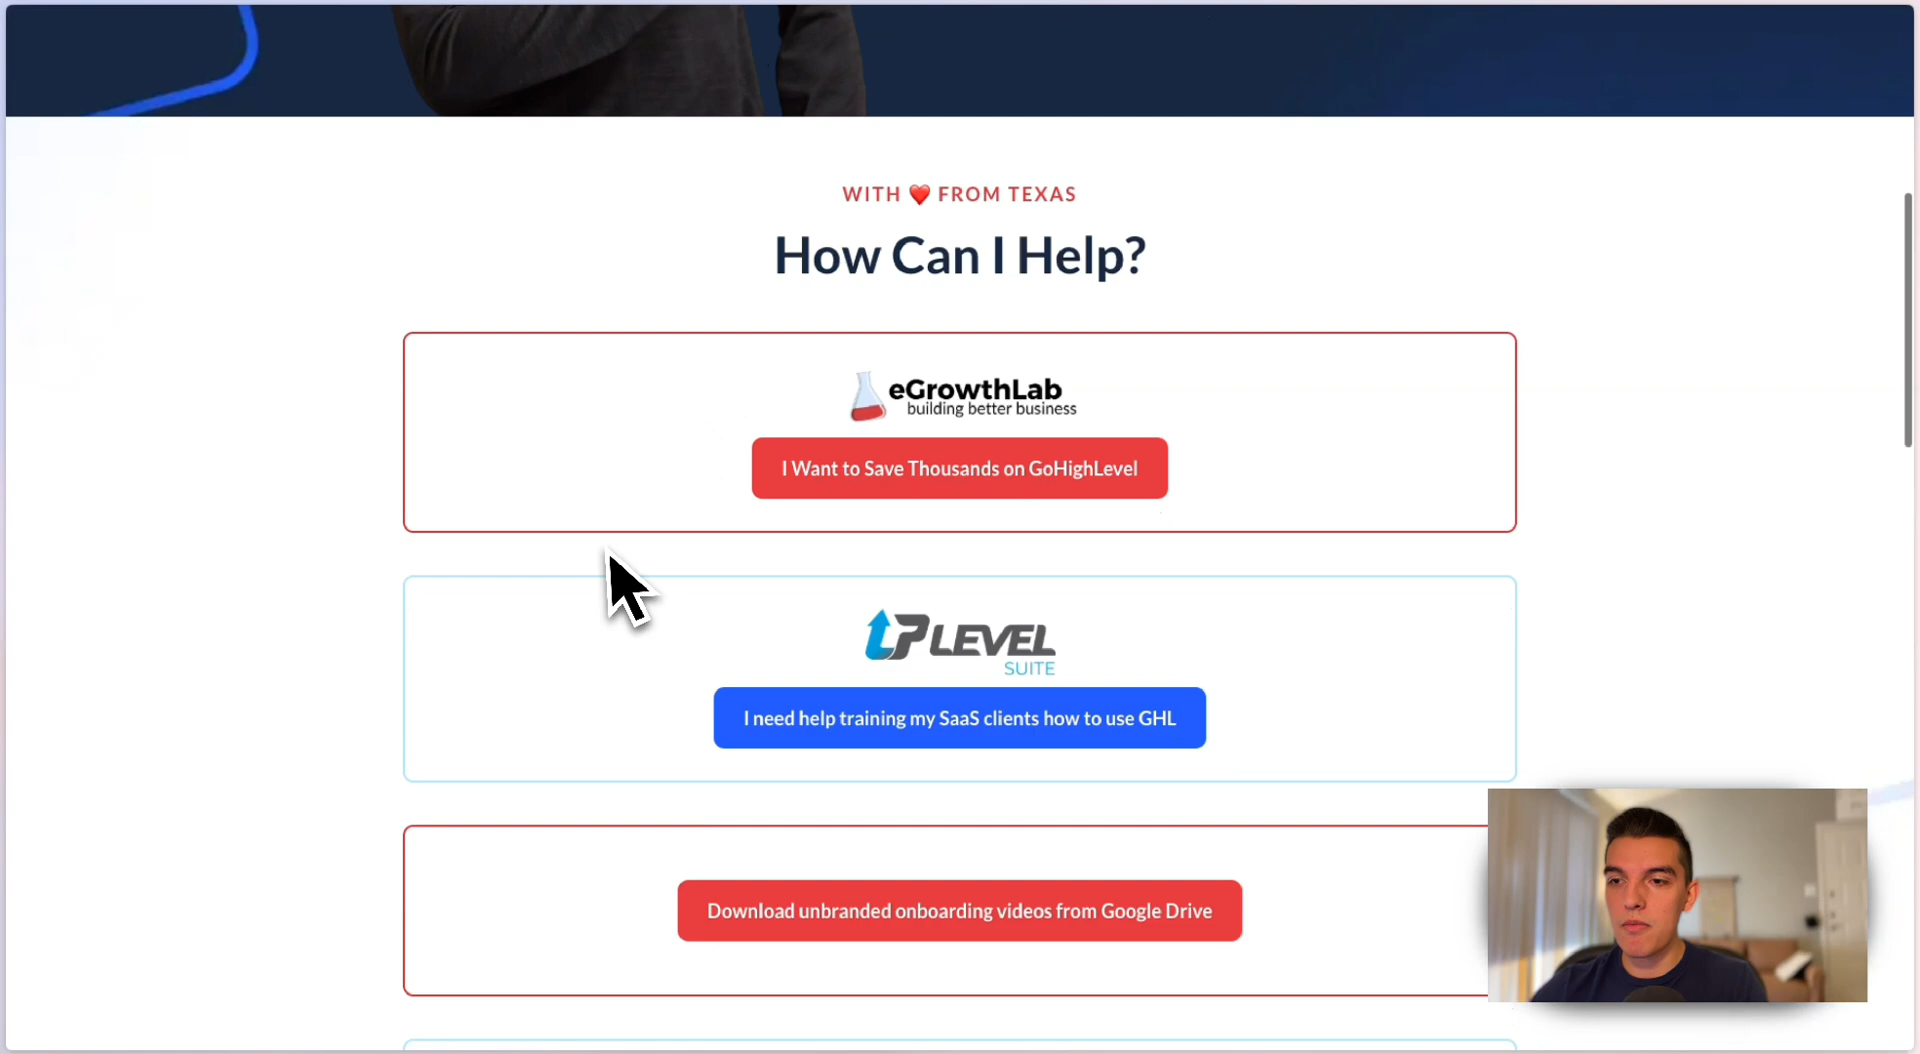 WITH ❤️ FROM TEXAS
How Can I Help?
eGrowthLab
building better business
I Want to Save Thousands on GoHighLevel
UPLEVEL
SUITE
I need help training my SaaS clients how to use GHL
Download unbranded onboarding videos from Google Drive